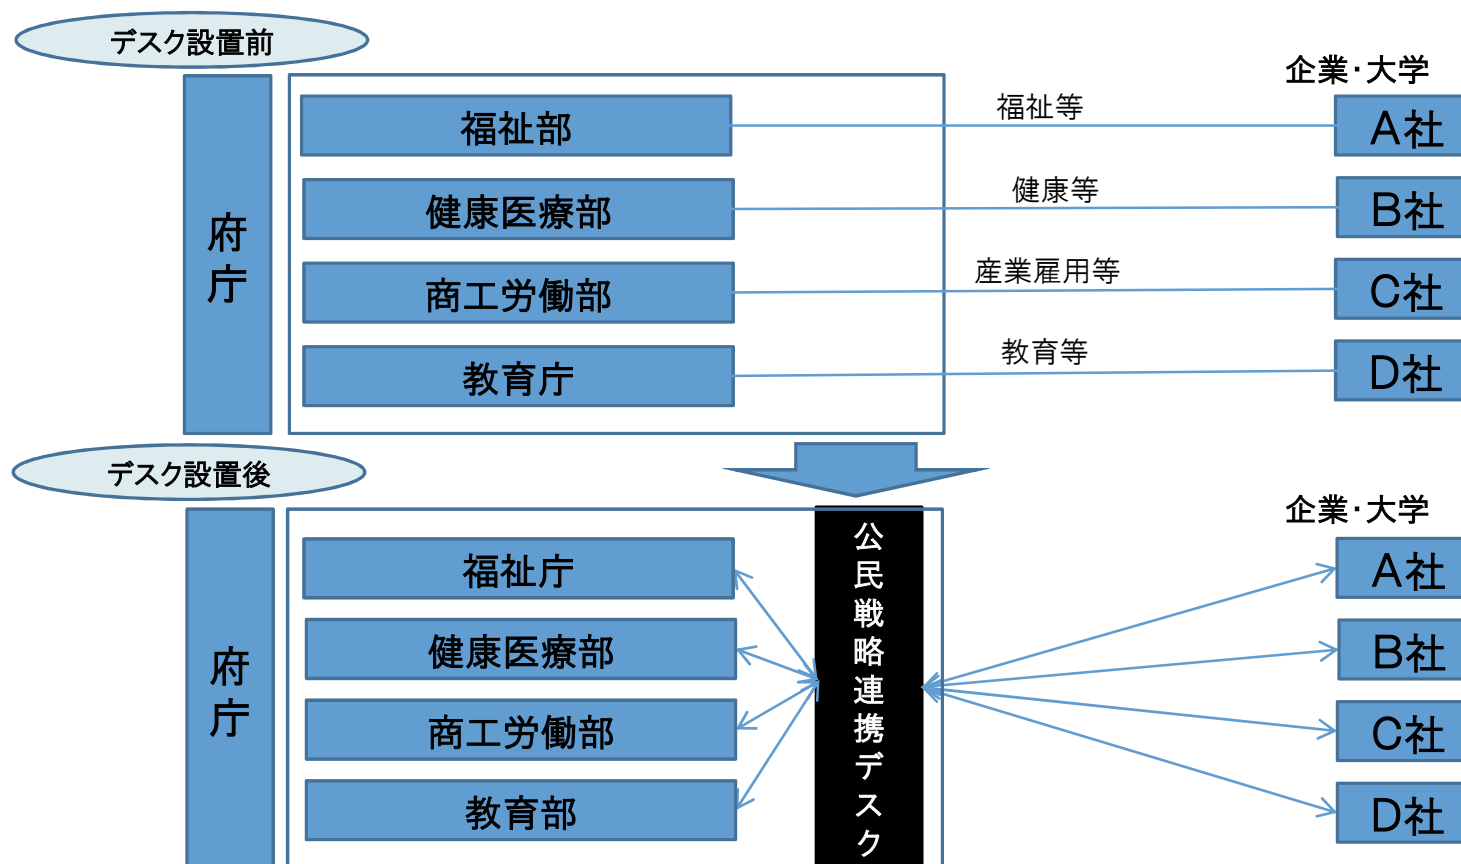 デスク設置前
企業・大学
府庁
福祉部
福祉等
A社
健康医療部
健康等
B社
商工労働部
産業雇用等
C社
教育庁
教育等
D社
デスク設置後
企業・大学
府庁
公民戦略連携デスク
福祉庁
A社
健康医療部
B社
商工労働部
C社
教育部
D社